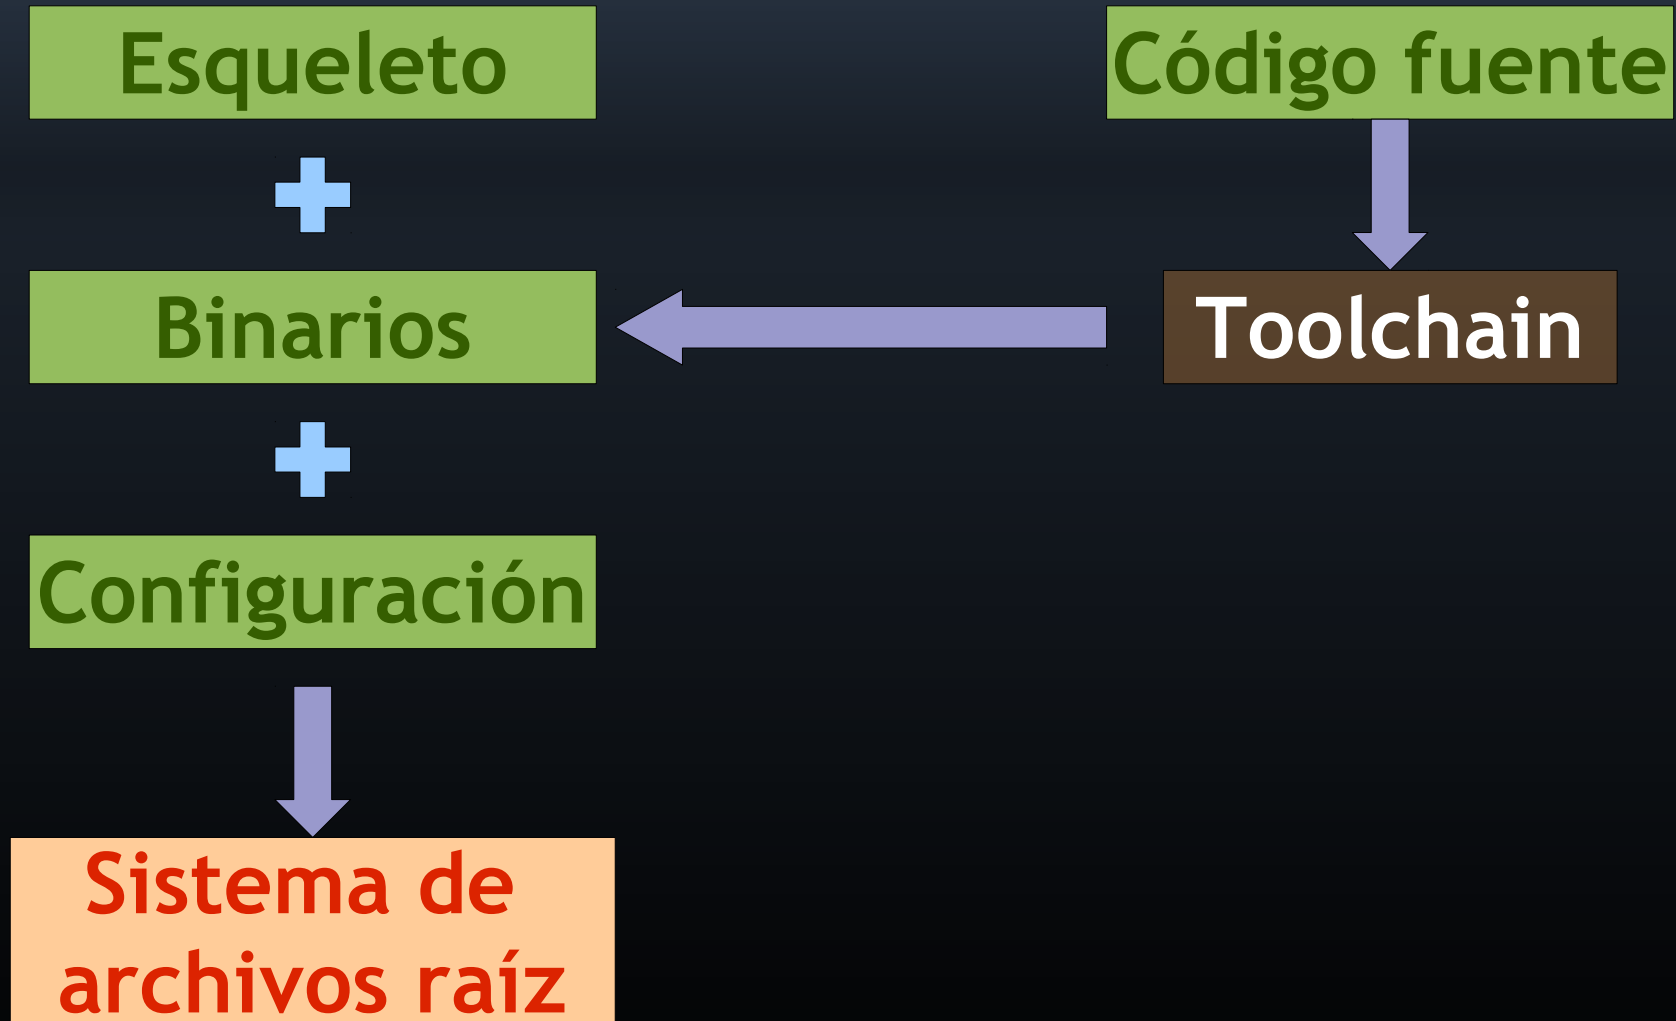 Esqueleto
Código fuente
Binarios
Toolchain
Configuración
Sistema de
archivos raíz